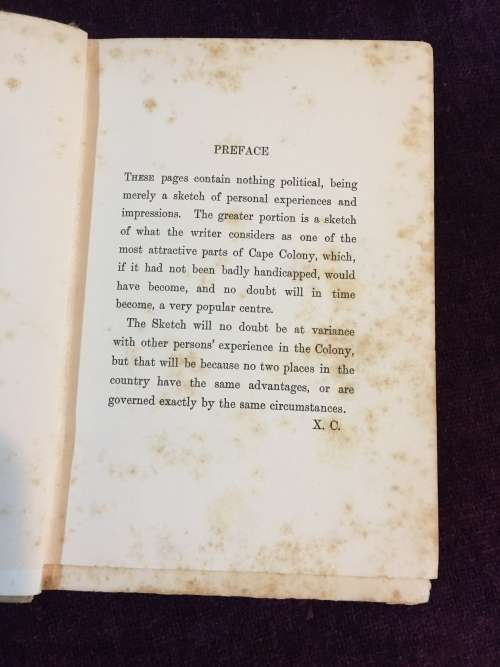 PREFACE
These pages contain nothing political, being
merely a sketch of personal experiences and
impressions. The greater portion is a sketch
of what the writer considers as one of the
most attractive parts of Cape Colony, which,
if it had not been badly handicapped, would
have become, and no doubt will in time
become, a very popular centre.
The Sketch will no doubt be at variance
with other persons' experience in the Colony,
but that will be because no two places in the
country have the same advantages, or are
governed exactly by the same circumstances.
X. C.